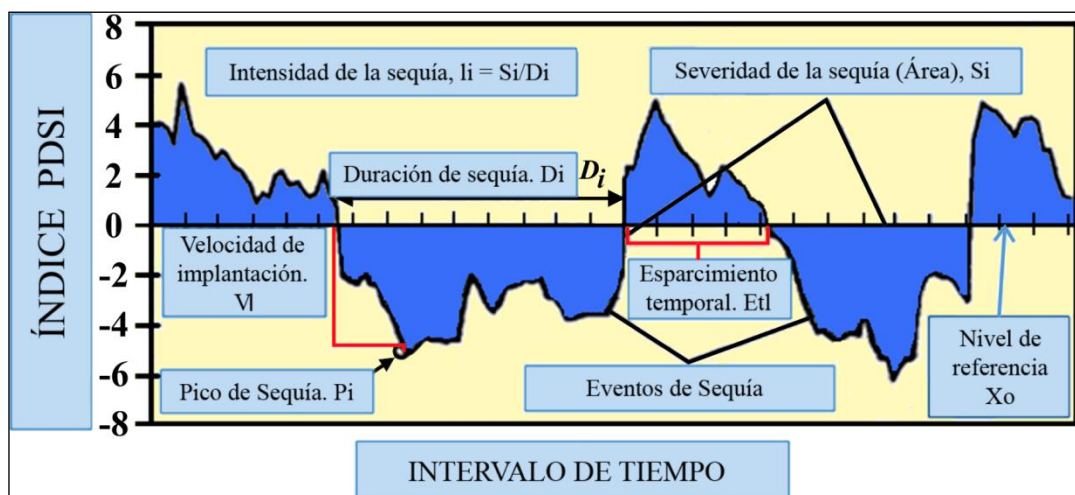 ÍNDICE PDSI
8
6
4
2
0
-2
-4
-6
-8
Intensidad de la sequía, li = Si/Di
Severidad de la sequía (Área), Si
Duración de sequía. Di
Di
Velocidad de
implantación.
Vl
Esparcimiento
temporal. Etl
Pico de Sequía. Pi
Eventos de Sequía
Nivel de
referencia
Xo
INTERVALO DE TIEMPO